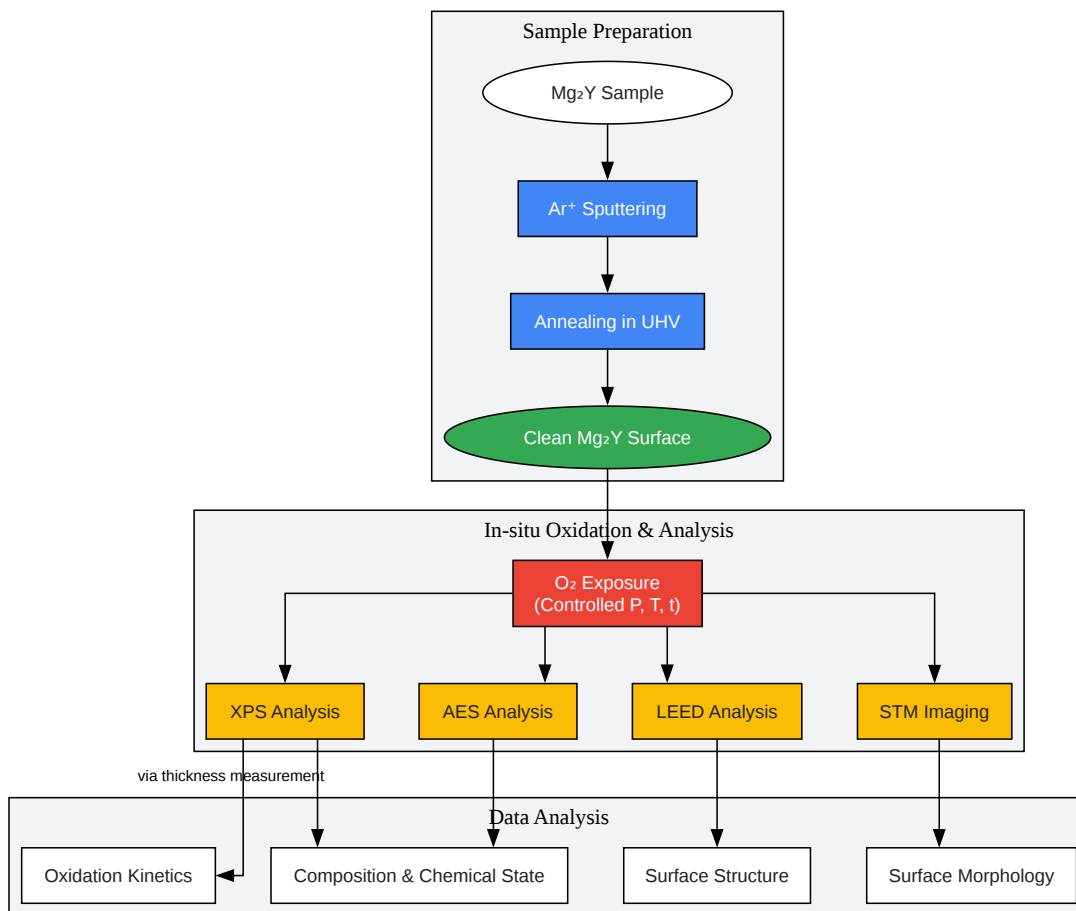 Sample Preparation
Mg₂Y Sample
Ar⁺ Sputtering
Annealing in UHV
Clean Mg₂Y Surface
In-situ Oxidation & Analysis
O₂ Exposure
(Controlled P, T, t)
XPS Analysis
AES Analysis
LEED Analysis
STM Imaging
via thickness measurement
Data Analysis
Oxidation Kinetics
Composition & Chemical State
Surface Structure
Surface Morphology